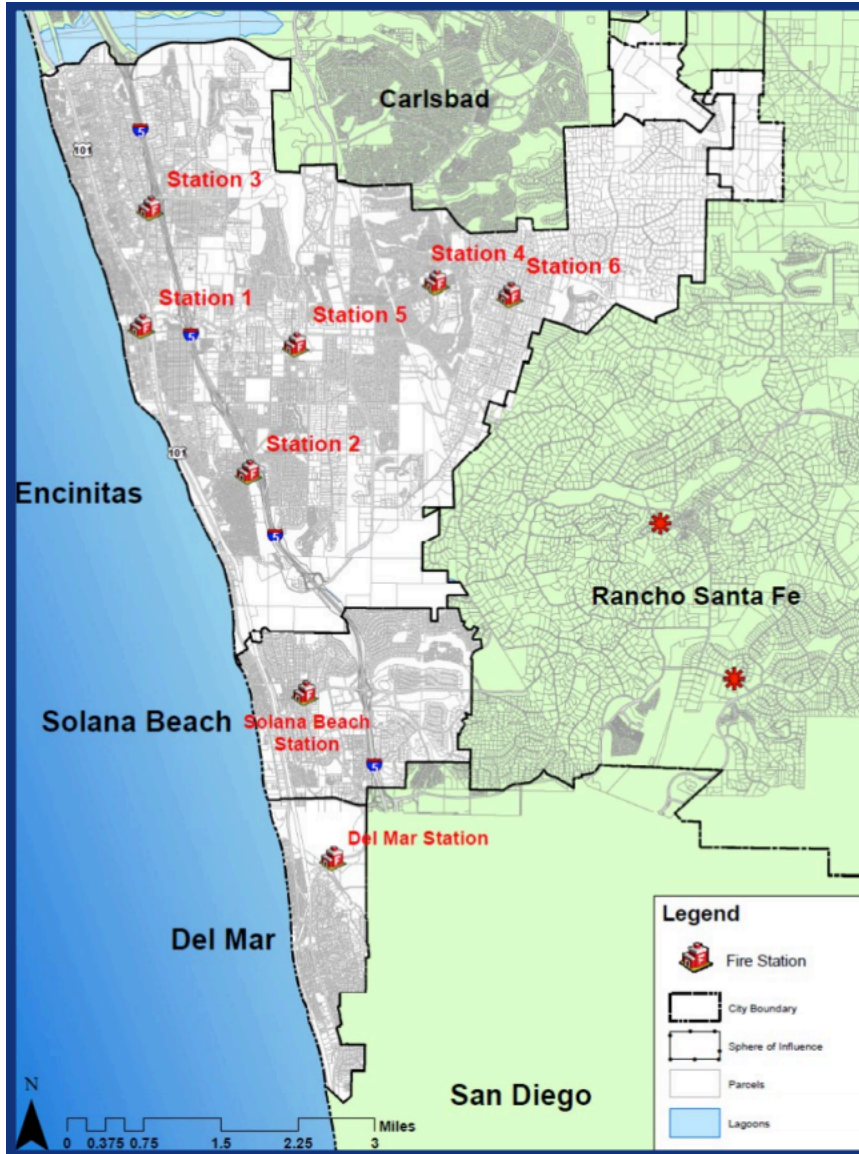 Carlsbad
5
101
Station 3
Station 4
Station 6
Station 1
Station 5
5
Station 2
101
Encinitas
5
Rancho Santa Fe
Solana Beach
Solana Beach
Station
5
Del Mar Station
Del Mar
Legend
Fire Station
City Boundary
Sphere of Influence
Parcels
Lagoons
San Diego
N
Miles
0 0.375 0.75 1.5 2.25 3